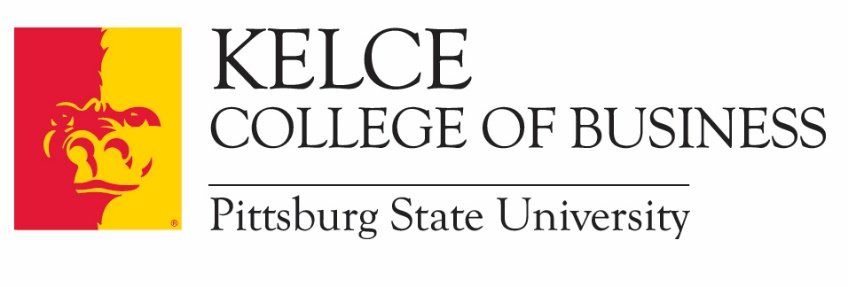 KELCE
COLLEGE OF BUSINESS
Pittsburg State University
®